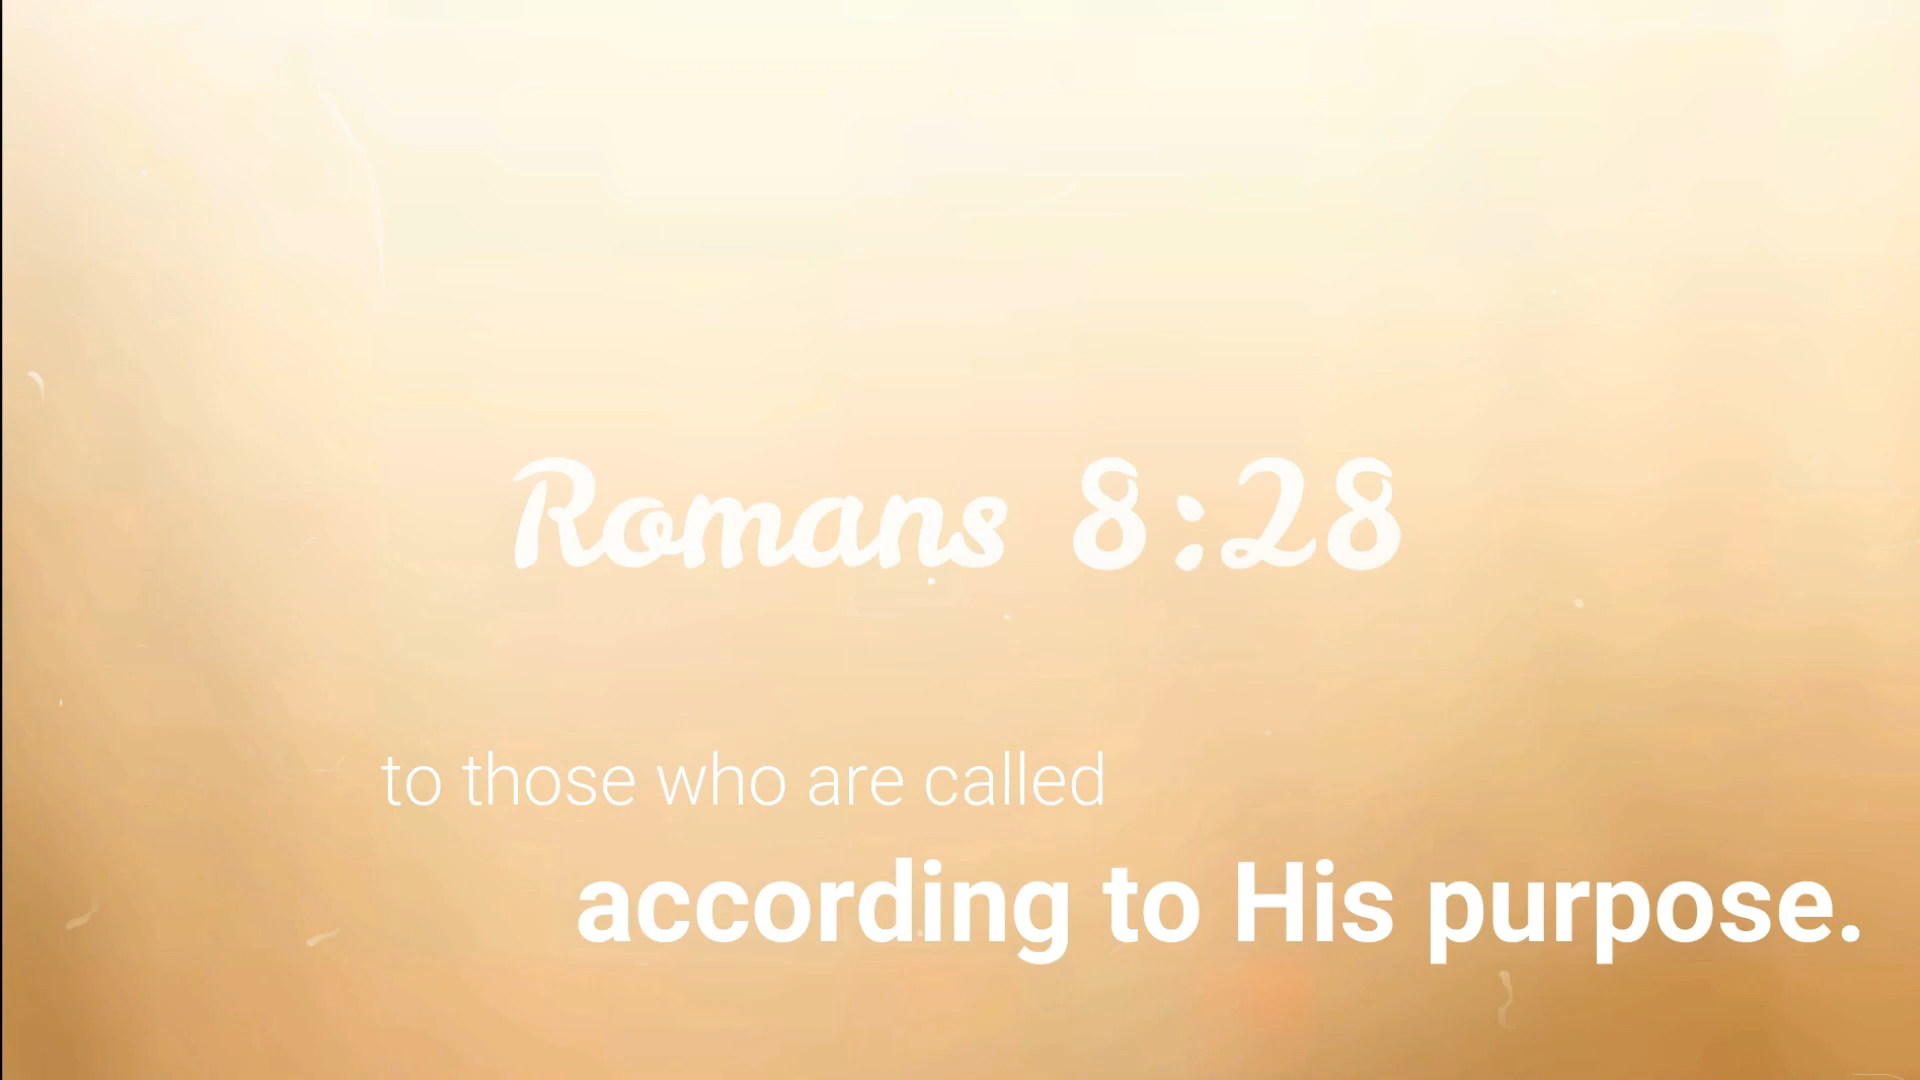 Romans 8:28
to those who are called
according to His purpose.